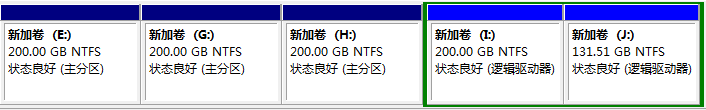 新加卷 (E:)
200.00 GB NTFS
状态良好 (主分区)
新加卷 (G:)
200.00 GB NTFS
状态良好 (主分区)
新加卷 (H:)
200.00 GB NTFS
状态良好 (主分区)
新加卷 (I:)
200.00 GB NTFS
状态良好 (逻辑驱动器)
新加卷 (J:)
131.51 GB NTFS
状态良好 (逻辑驱动器)